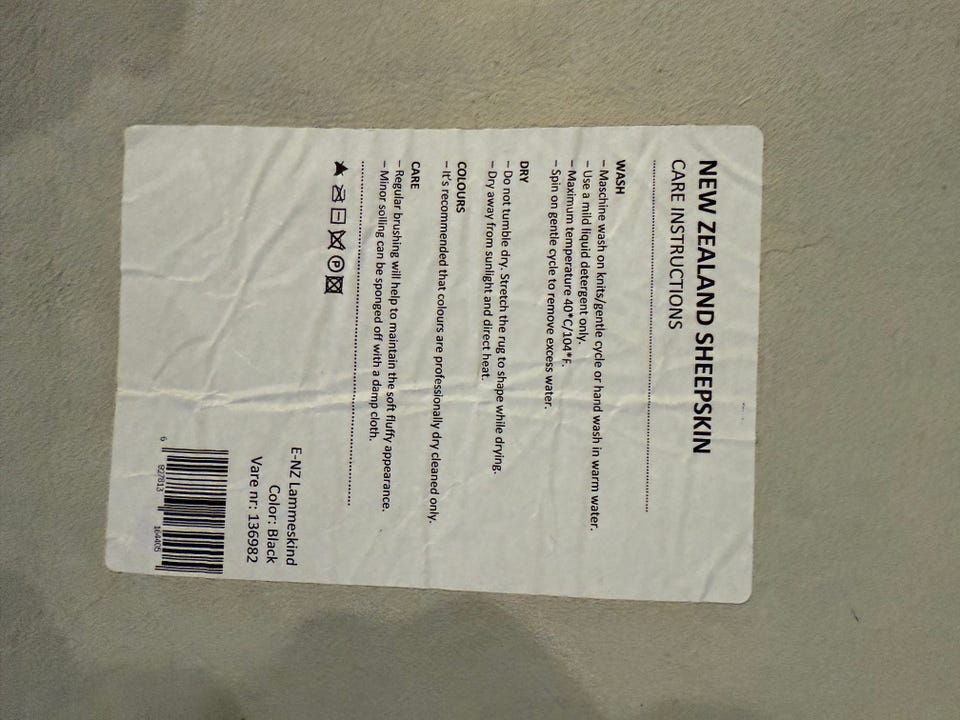 NEW ZEALAND SHEEPSKIN
CARE INSTRUCTIONS
WASH
– Maschine wash on knits/gentle cycle or hand wash in warm water.
– Use a mild liquid detergent only.
– Maximum temperature 40*C/104*F.
– Spin on gentle cycle to remove excess water.
DRY
– Do not tumble dry. Stretch the rug to shape while drying.
– Dry away from sunlight and direct heat.
COLOURS
– It's recommended that colours are professionally dry cleaned only.
CARE
– Regular brushing will help to maintain the soft fluffy appearance.
– Minor soiling can be sponged off with a damp cloth.
P
E-NZ Lammeskind
Color: Black
Vare nr: 136982
6 927813 164405